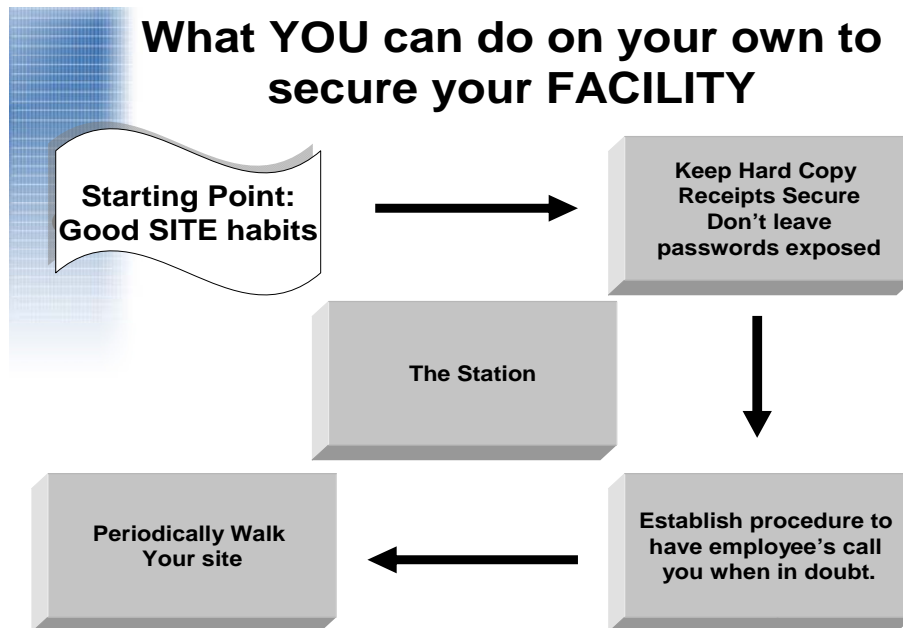 What YOU can do on your own to
secure your FACILITY
Starting Point:
Good SITE habits
Keep Hard Copy
Receipts Secure
Don't leave
passwords exposed
The Station
Establish procedure to
have employee's call
you when in doubt.
Periodically Walk
Your site